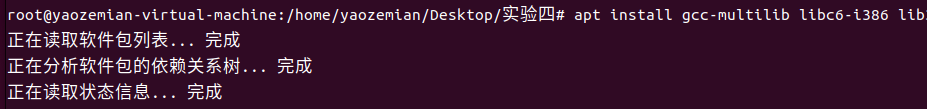 root@yaozemian-virtual-machine:/home/yaozemian/Desktop/实验四# apt install gcc-multilib libc6-i386 lib
正在读取软件包列表... 完成
正在分析软件包的依赖关系树... 完成
正在读取状态信息... 完成